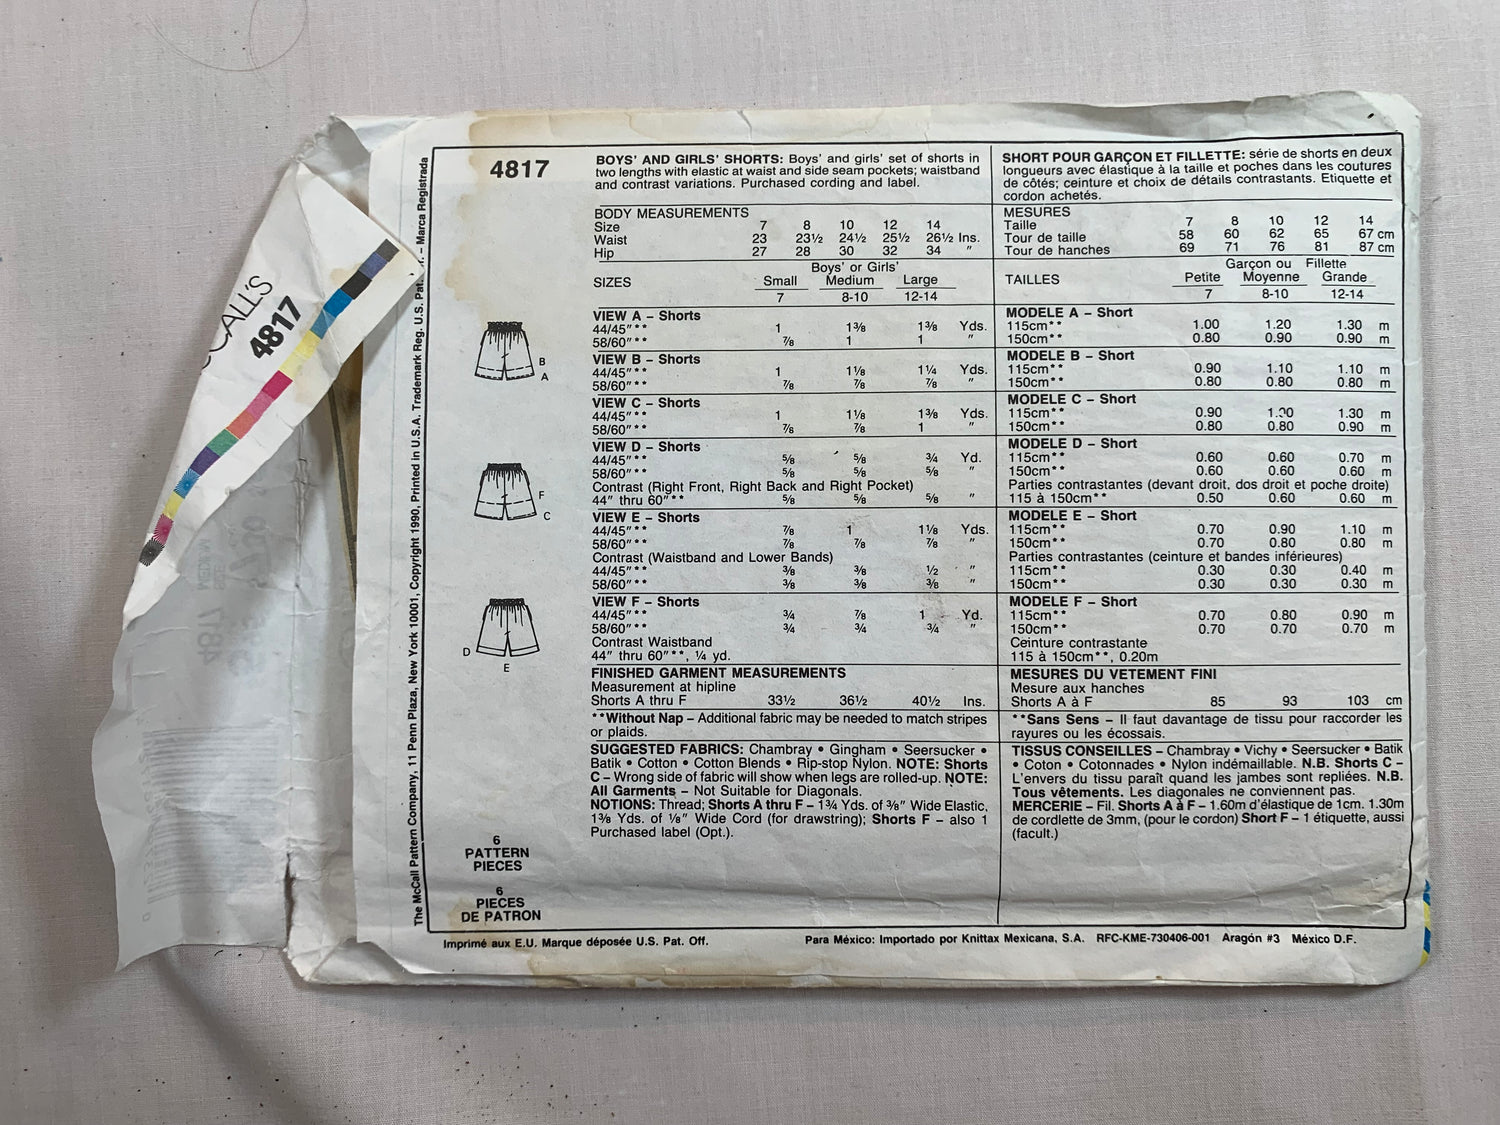 4817
4817
The McCall Pattern Company, 11 Penn Plaza, New York 10001, Copyright 1990, Printed in U.S.A. Trademark Reg. U.S. Pat. – Marca Registrada
B
A
F
C
D
E
6
PATTERN
PIECES
6
PIECES
DE PATRON
BOYS' AND GIRLS' SHORTS: Boys' and girls' set of shorts in
two lengths with elastic at waist and side seam pockets; waistband
and contrast variations. Purchased cording and label.
BODY MEASUREMENTS
Size 7 8 10 12 14
Waist 23 23½ 24½ 25½ 26½ Ins.
Hip 27 28 30 32 34 "
Boys' or Girls'
SIZES Small Medium Large
7 8-10 12-14
VIEW A – Shorts
44/45"** 1 1⅜ 1⅜ Yds.
58/60"** ⅞ 1 1 "
VIEW B – Shorts
44/45"** 1 1⅛ 1¼ Yds.
58/60"** ⅞ ⅞ ⅞ "
VIEW C – Shorts
44/45"** 1 1⅛ 1⅜ Yds.
58/60"** ⅞ ⅞ 1 "
VIEW D – Shorts
44/45"** ⅝ ⅝ ¾ Yd.
58/60"** ⅝ ⅝ ⅝ "
Contrast (Right Front, Right Back and Right Pocket)
44" thru 60"** ⅝ ⅝ ⅝ "
VIEW E – Shorts
44/45"** ⅞ 1 1⅛ Yds.
58/60"** ⅞ ⅞ ⅞ "
Contrast (Waistband and Lower Bands)
44/45"** ⅜ ⅜ ½ "
58/60"** ⅜ ⅜ ⅜ "
VIEW F – Shorts
44/45"** ¾ ⅞ 1 Yd.
58/60"** ¾ ¾ ¾ "
Contrast Waistband
44" thru 60"**, ¼ yd.
FINISHED GARMENT MEASUREMENTS
Measurement at hipline
Shorts A thru F 33½ 36½ 40½ Ins.
**Without Nap – Additional fabric may be needed to match stripes
or plaids.
SUGGESTED FABRICS: Chambray • Gingham • Seersucker •
Batik • Cotton • Cotton Blends • Rip-stop Nylon. NOTE: Shorts
C – Wrong side of fabric will show when legs are rolled-up. NOTE:
All Garments – Not Suitable for Diagonals.
NOTIONS: Thread; Shorts A thru F – 1¾ Yds. of ⅜" Wide Elastic,
1⅜ Yds. of ⅛" Wide Cord (for drawstring); Shorts F – also 1
Purchased label (Opt.).
SHORT POUR GARÇON ET FILLETTE: série de shorts en deux
longueurs avec élastique à la taille et poches dans les coutures
de côtés; ceinture et choix de détails contrastants. Etiquette et
cordon achetés.
MESURES
Taille 7 8 10 12 14
Tour de taille 58 60 62 65 67 cm
Tour de hanches 69 71 76 81 87 cm
Garçon ou Fillette
TAILLES Petite Moyenne Grande
7 8-10 12-14
MODELE A – Short
115cm** 1.00 1.20 1.30 m
150cm** 0.80 0.90 0.90 m
MODELE B – Short
115cm** 0.90 1.10 1.10 m
150cm** 0.80 0.80 0.80 m
MODELE C – Short
115cm** 0.90 1.30 m
150cm** 0.80 0.80 0.90 m
MODELE D – Short
115cm** 0.60 0.60 0.70 m
150cm** 0.60 0.60 0.60 m
Parties contrastantes (devant droit, dos droit et poche droite)
115 à 150cm** 0.50 0.60 0.60 m
MODELE E – Short
115cm** 0.70 0.90 1.10 m
150cm** 0.70 0.80 0.80 m
Parties contrastantes (ceinture et bandes inférieures)
115cm** 0.30 0.30 0.40 m
150cm** 0.30 0.30 0.30 m
MODELE F – Short
115cm** 0.70 0.80 0.90 m
150cm** 0.70 0.70 0.70 m
Ceinture contrastante
115 à 150cm**, 0.20m
MESURES DU VETEMENT FINI
Mesure aux hanches
Shorts A à F 85 93 103 cm
**Sans Sens – Il faut davantage de tissu pour raccorder les
rayures ou les écossais.
TISSUS CONSEILLES – Chambray • Vichy • Seersucker • Batik
• Coton • Cotonnades • Nylon indémaillable. N.B. Shorts C –
L'envers du tissu paraît quand les jambes sont repliées. N.B.
Tous vêtements. Les diagonales ne conviennent pas.
MERCERIE – Fil. Shorts A à F – 1.60m d'élastique de 1cm. 1.30m
de cordlette de 3mm, (pour le cordon) Short F – 1 étiquette, aussi
(facult.)
Imprimé aux E.U. Marque déposée U.S. Pat. Off.
Para México: Importado por Knittax Mexicana, S.A. RFC-KME-730406-001 Aragón #3 México D.F.